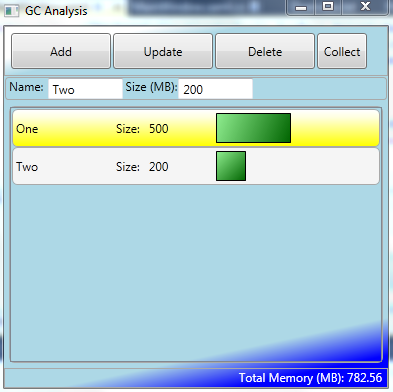 GC Analysis
Add Update Delete Collect
Name: Two Size (MB): 200
One Size: 500
Two Size: 200
Total Memory (MB): 782.56